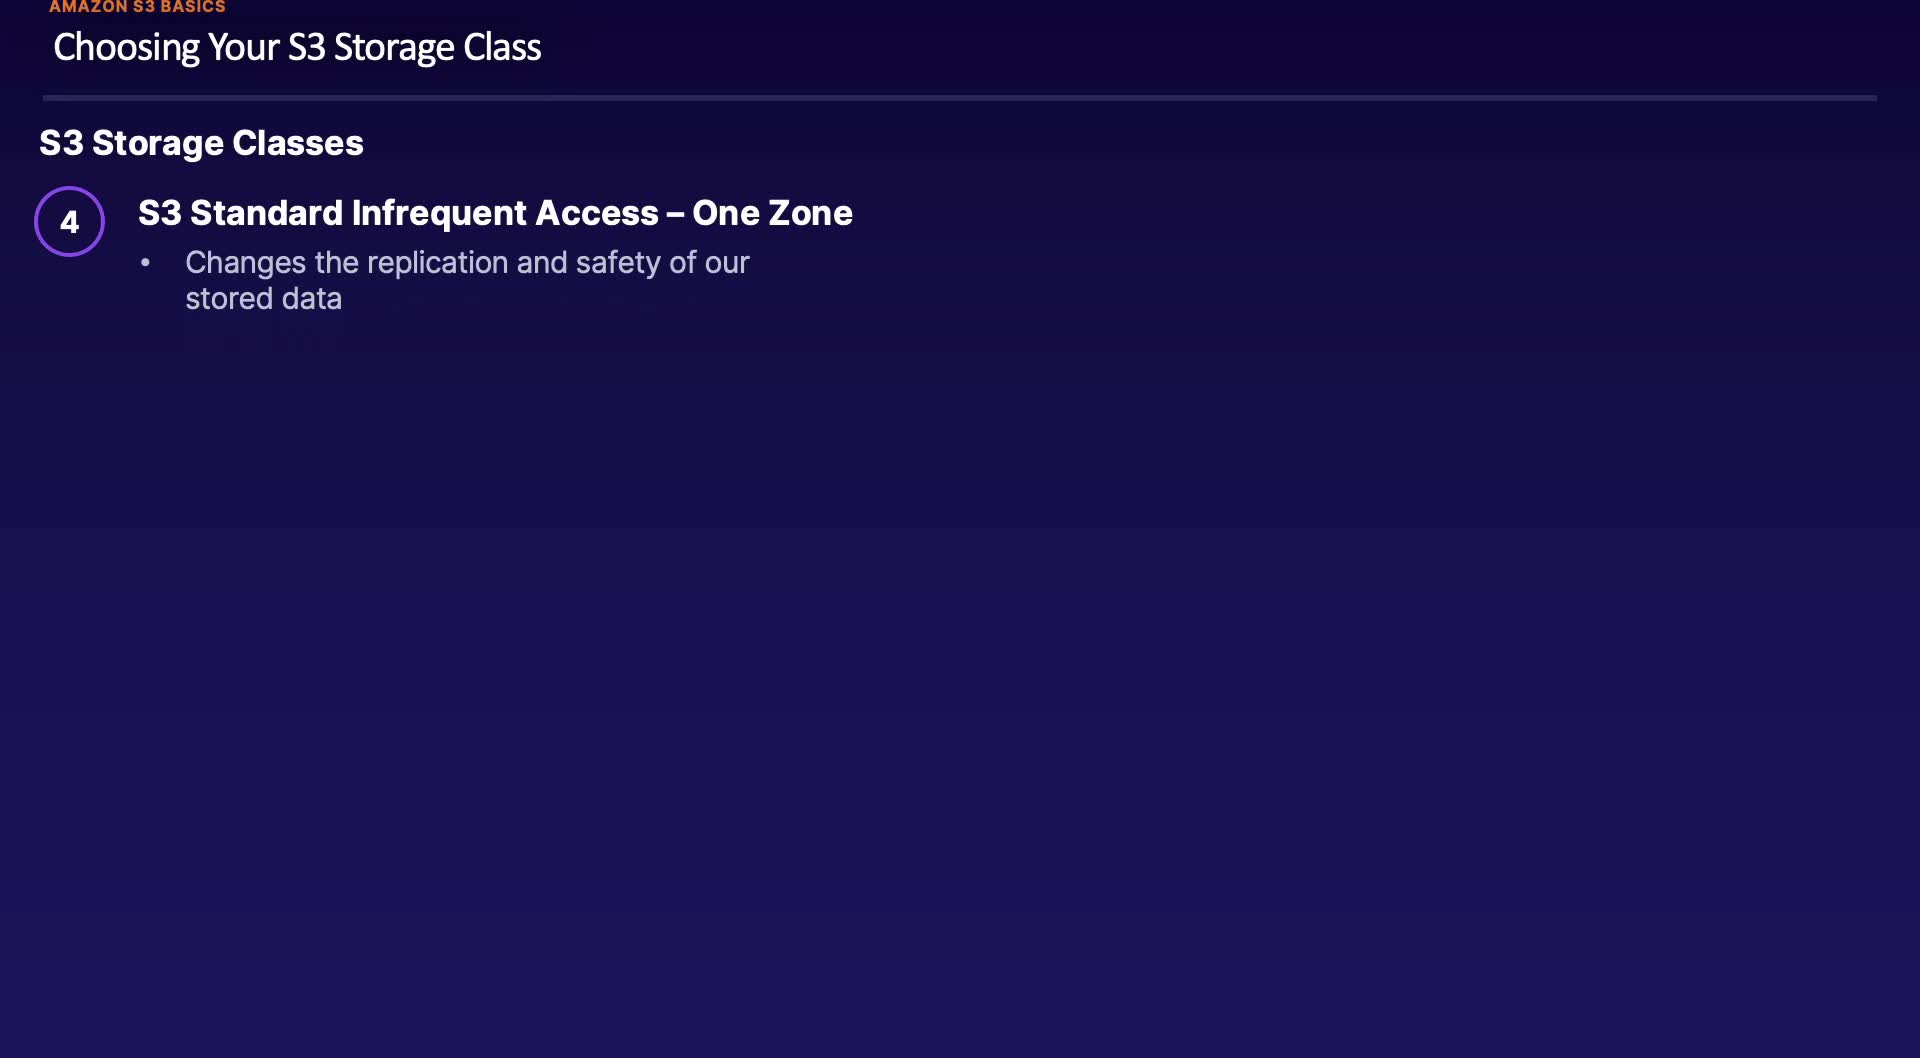 AMAZON S3 BASICS
Choosing Your S3 Storage Class
S3 Storage Classes
4
S3 Standard Infrequent Access – One Zone
• Changes the replication and safety of our
stored data